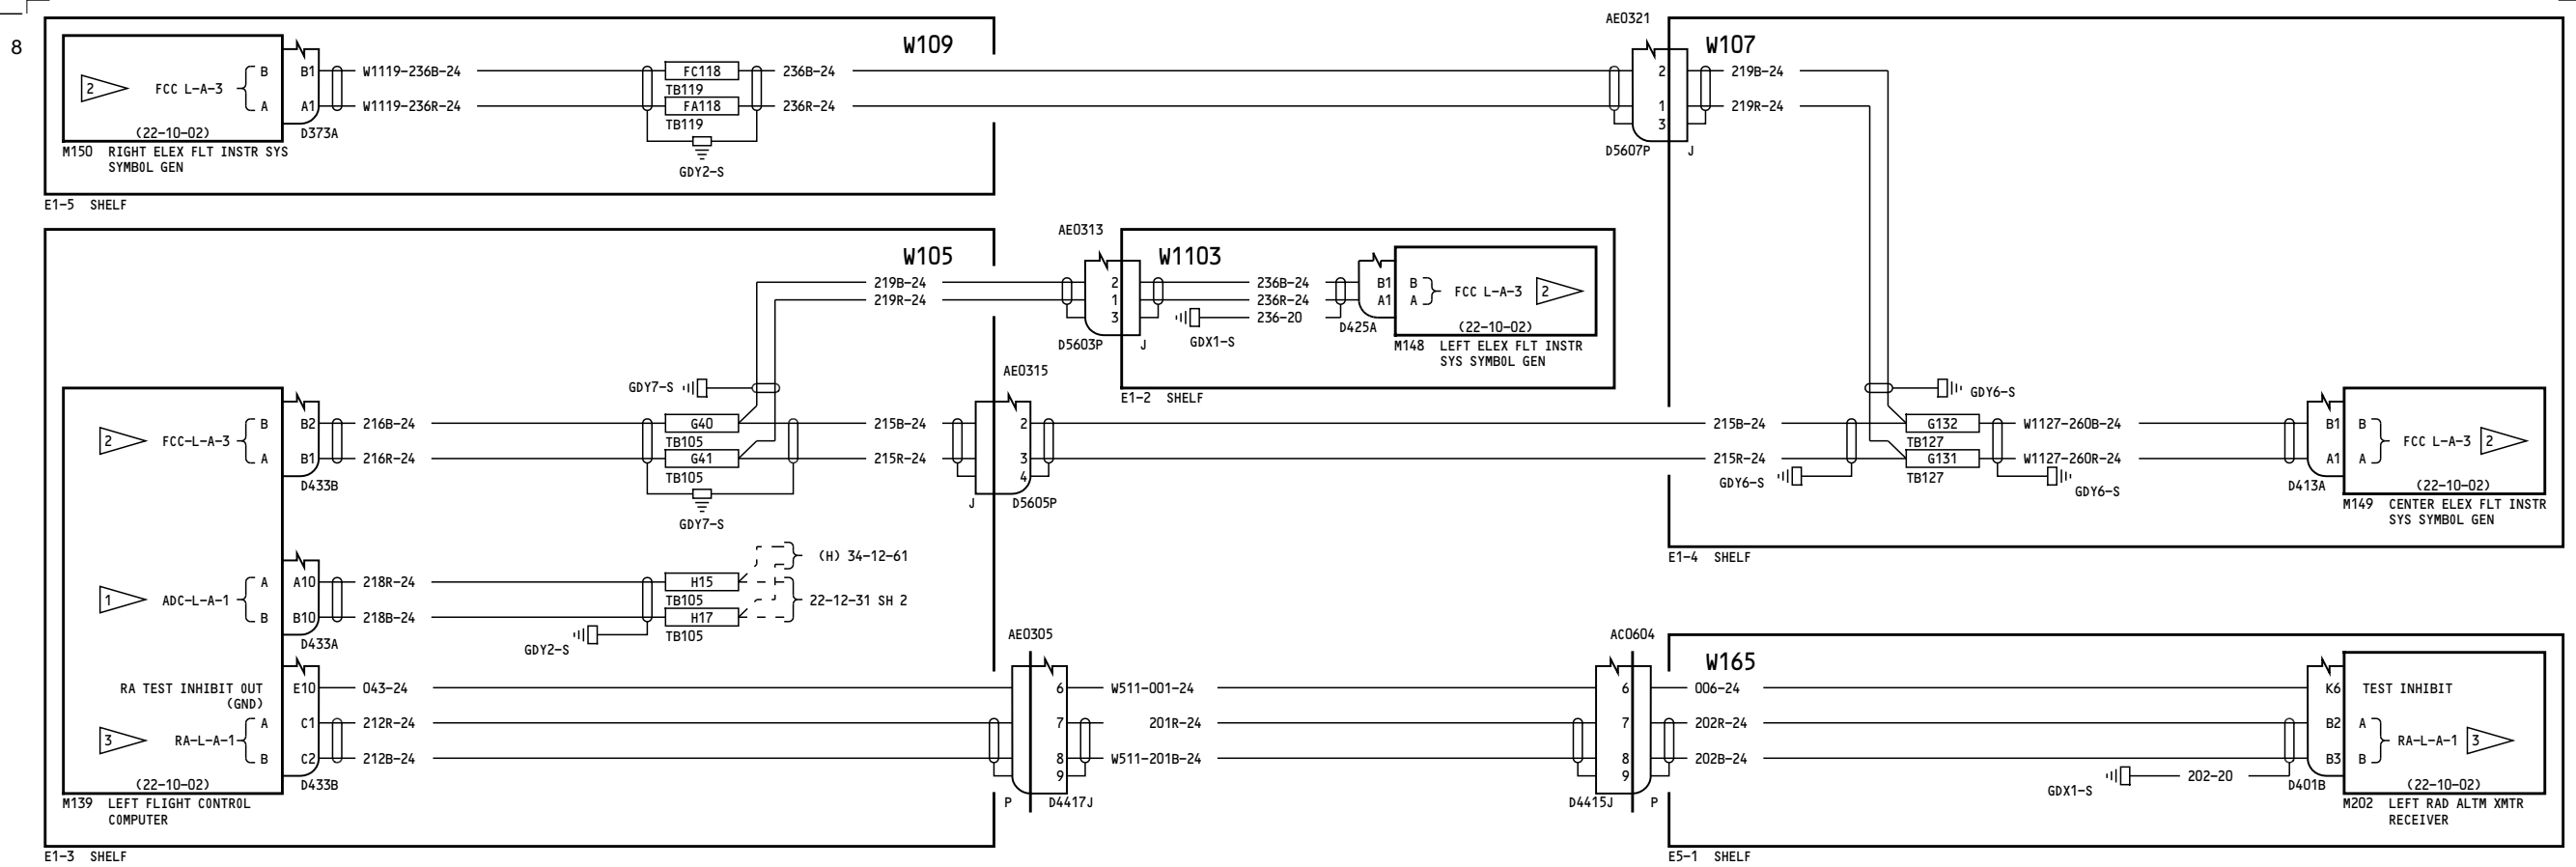 8
W109
2
FCC L-A-3
B
A
B1
A1
W1119-236B-24
W1119-236R-24
FC118
TB119
FA118
TB119
236B-24
236R-24
GDY2-S
(22-10-02)
D373A
M150 RIGHT ELEX FLT INSTR SYS
SYMBOL GEN
E1-5 SHELF
AE0321
2
1
3
D5607P
J
W107
219B-24
219R-24
W105
219B-24
219R-24
AE0313
2
1
3
D5603P
J
W1103
236B-24
236R-24
236-20
GDX1-S
B1
A1
D425A
B
A
FCC L-A-3
2
(22-10-02)
M148 LEFT ELEX FLT INSTR
SYS SYMBOL GEN
E1-2 SHELF
GDY7-S
AE0315
2
FCC-L-A-3
B
A
B2
B1
D433B
216B-24
216R-24
G40
TB105
G41
TB105
GDY7-S
215B-24
215R-24
2
3
4
J
D5605P
215B-24
215R-24
GDY6-S
GDY6-S
G132
TB127
G131
TB127
W1127-260B-24
W1127-260R-24
GDY6-S
B1
A1
D413A
B
A
FCC L-A-3
2
(22-10-02)
M149 CENTER ELEX FLT INSTR
SYS SYMBOL GEN
E1-4 SHELF
1
ADC-L-A-1
A
B
A10
B10
D433A
218R-24
218B-24
GDY2-S
H15
TB105
H17
TB105
(H) 34-12-61
22-12-31 SH 2
RA TEST INHIBIT OUT
(GND)
E10
043-24
3
RA-L-A-1
A
B
C1
C2
212R-24
212B-24
(22-10-02)
D433B
M139 LEFT FLIGHT CONTROL
COMPUTER
E1-3 SHELF
AE0305
6
7
8
9
P
D4417J
W511-001-24
201R-24
W511-201B-24
AC0604
6
7
8
9
D4415J
P
W165
006-24
202R-24
202B-24
GDX1-S
202-20
K6
B2
B3
D401B
TEST INHIBIT
A
B
RA-L-A-1
3
(22-10-02)
M202 LEFT RAD ALTM XMTR
RECEIVER
E5-1 SHELF